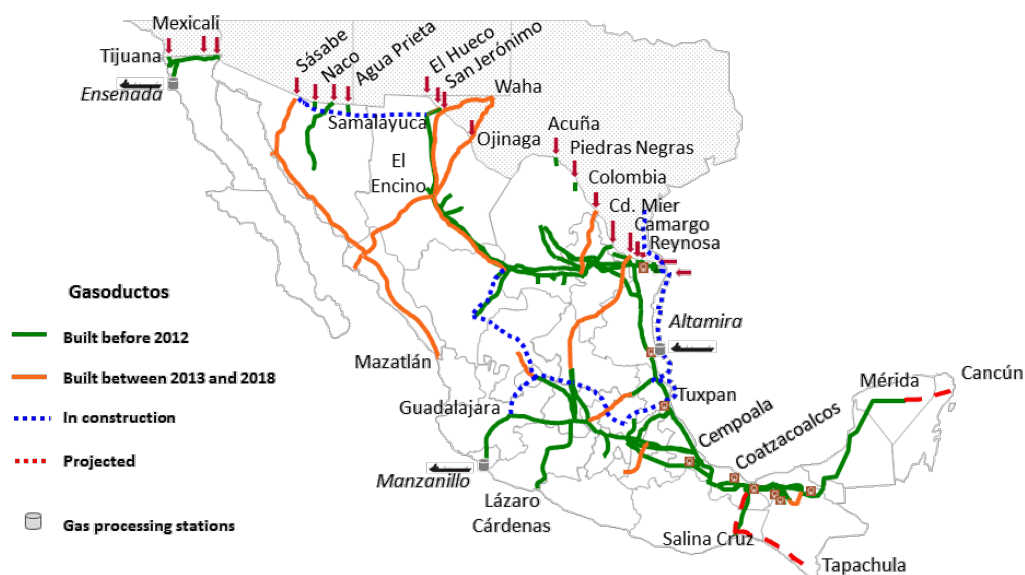 Mexicali
Tijuana
Ensenada
Sásabe
Naco
Agua Prieta
El Hueco
San Jerónimo
Waha
Samalayuca
Ojinaga
El
Encino
Acuña
Piedras Negras
Colombia
Cd. Mier
Camargo
Reynosa
Gasoductos
Built before 2012
Built between 2013 and 2018
In construction
Projected
Gas processing stations
Altamira
Mazatlán
Guadalajára
Tuxpan
Mérida
Cancún
Cempoala
Coatzacoalcos
Manzanillo
Lázaro
Cárdenas
Salina Cruz
Tapachula